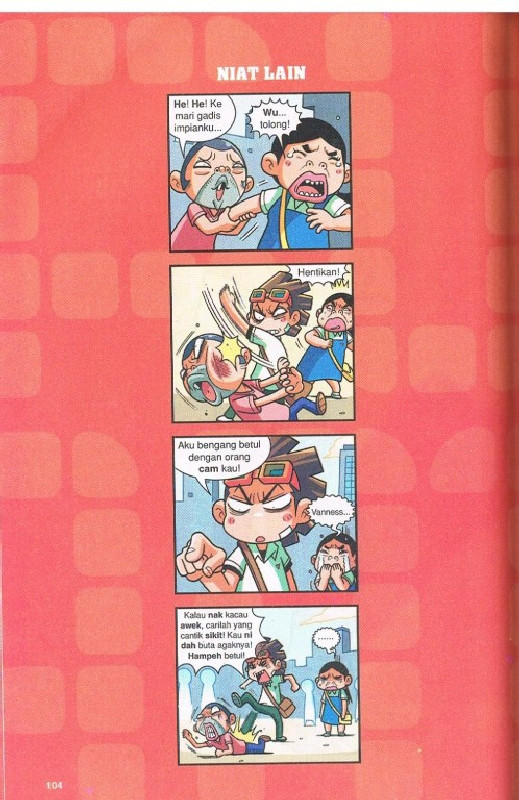 NIAT LAIN
He! He! Ke
mari gadis
impianku...
Wu...
tolong!
Hentikan!
Aku bengang betul
dengan orang
cam kau!
Vanness...
Kalau nak kacau
awek, carilah yang
cantik sikit! Kau ni
dah buta agaknya!
Hampeh betul!
......
104